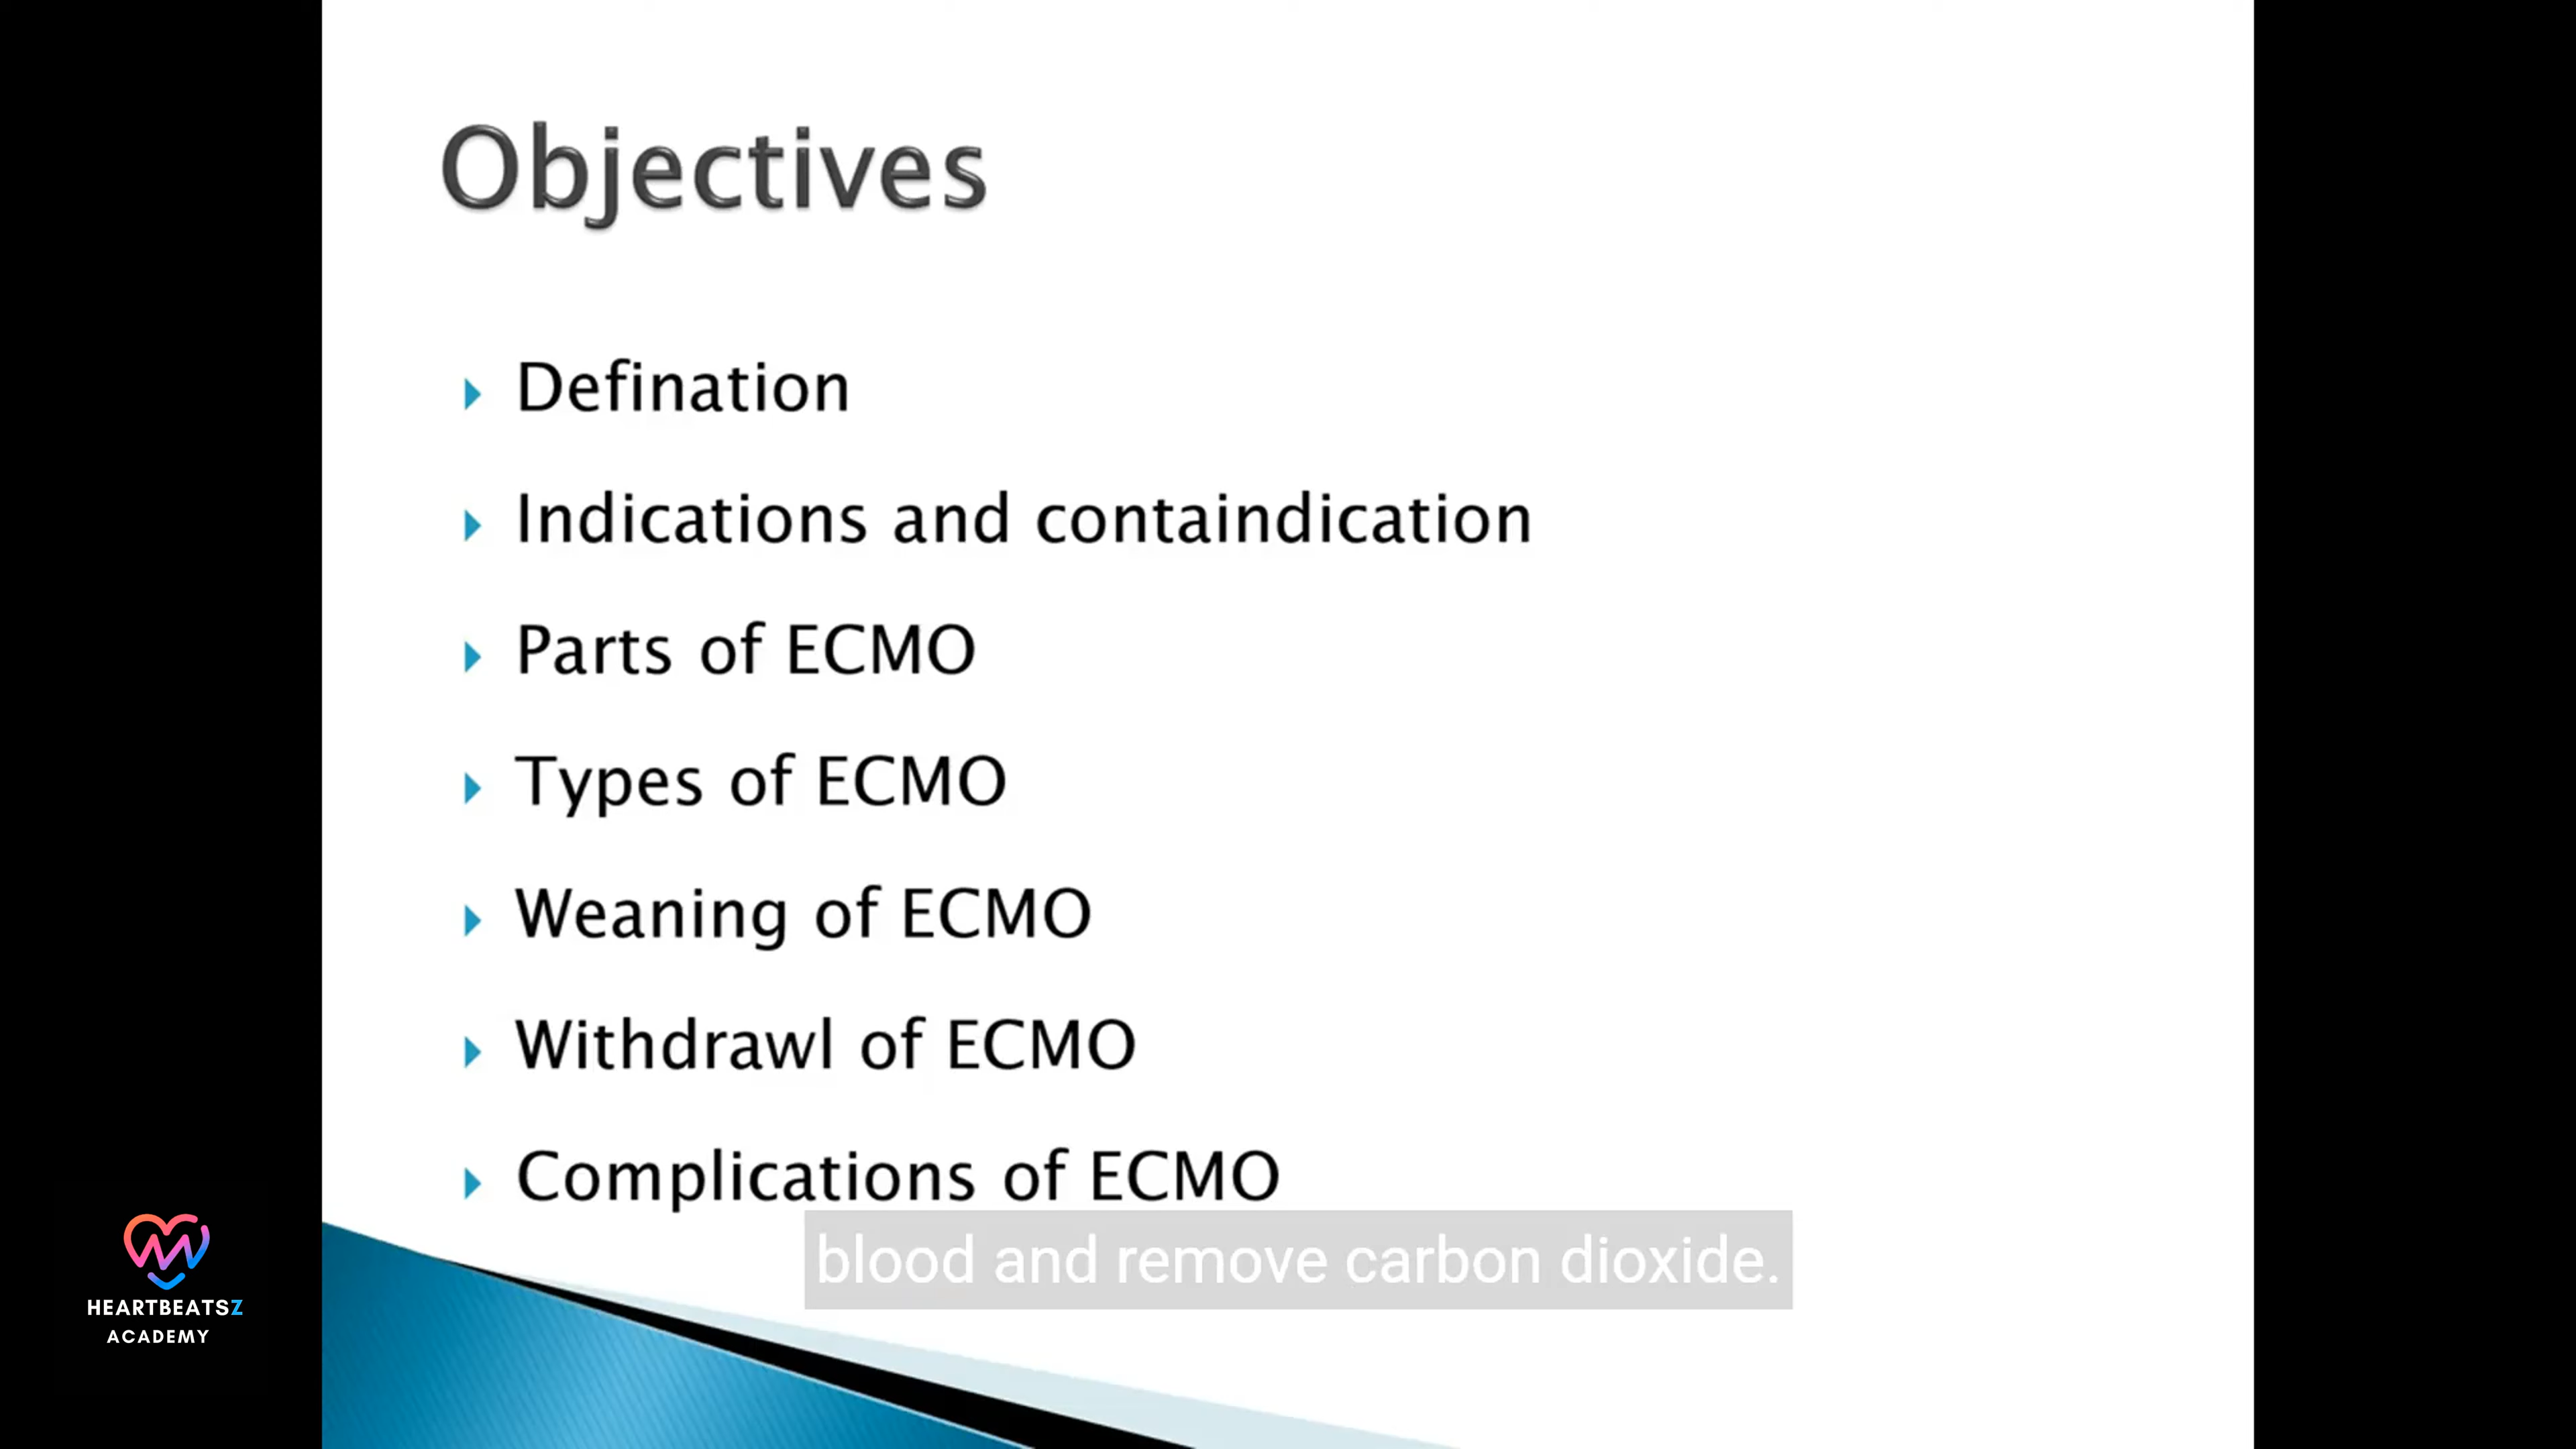 Objectives
Defination
Indications and containdication
Parts of ECMO
Types of ECMO
Weaning of ECMO
Withdrawl of ECMO
Complications of ECMO
blood and remove carbon dioxide.
HEARTBEATSZ
ACADEMY